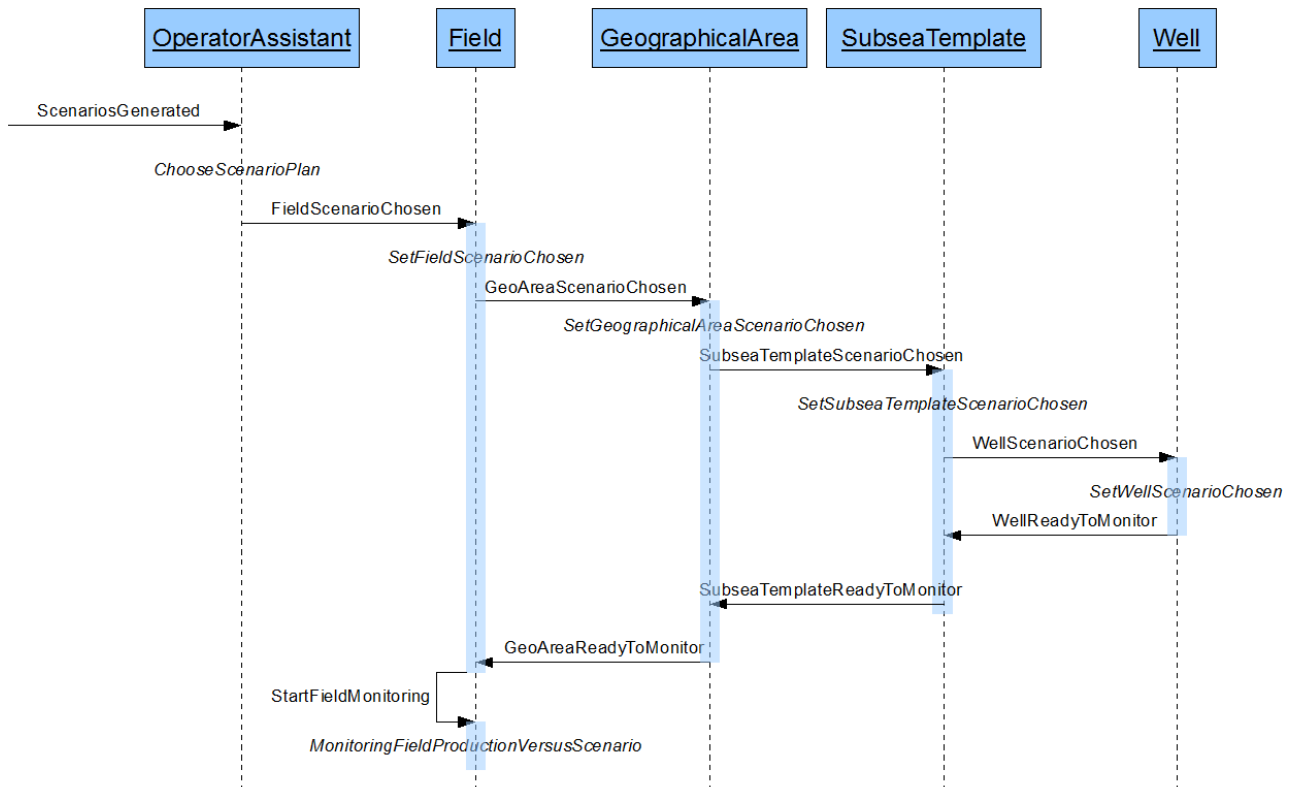 OperatorAssistant
Field
GeographicalArea
SubseaTemplate
Well
ScenariosGenerated
ChooseScenarioPlan
FieldScenarioChosen
SetFieldScenarioChosen
GeoAreaScenarioChosen
SetGeographicalAreaScenarioChosen
SubseaTemplateScenarioChosen
SetSubseaTemplateScenarioChosen
WellScenarioChosen
SetWellScenarioChosen
WellReadyToMonitor
SubseaTemplateReadyToMonitor
GeoAreaReadyToMonitor
StartFieldMonitoring
MonitoringFieldProductionVersusScenario